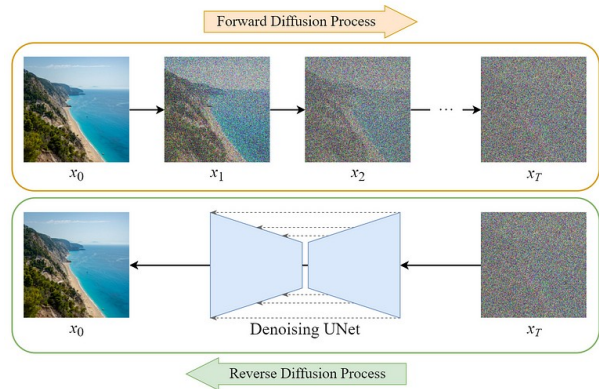 Forward Diffusion Process
x0 x1 x2 ... xT
x0 Denoising UNet xT
Reverse Diffusion Process